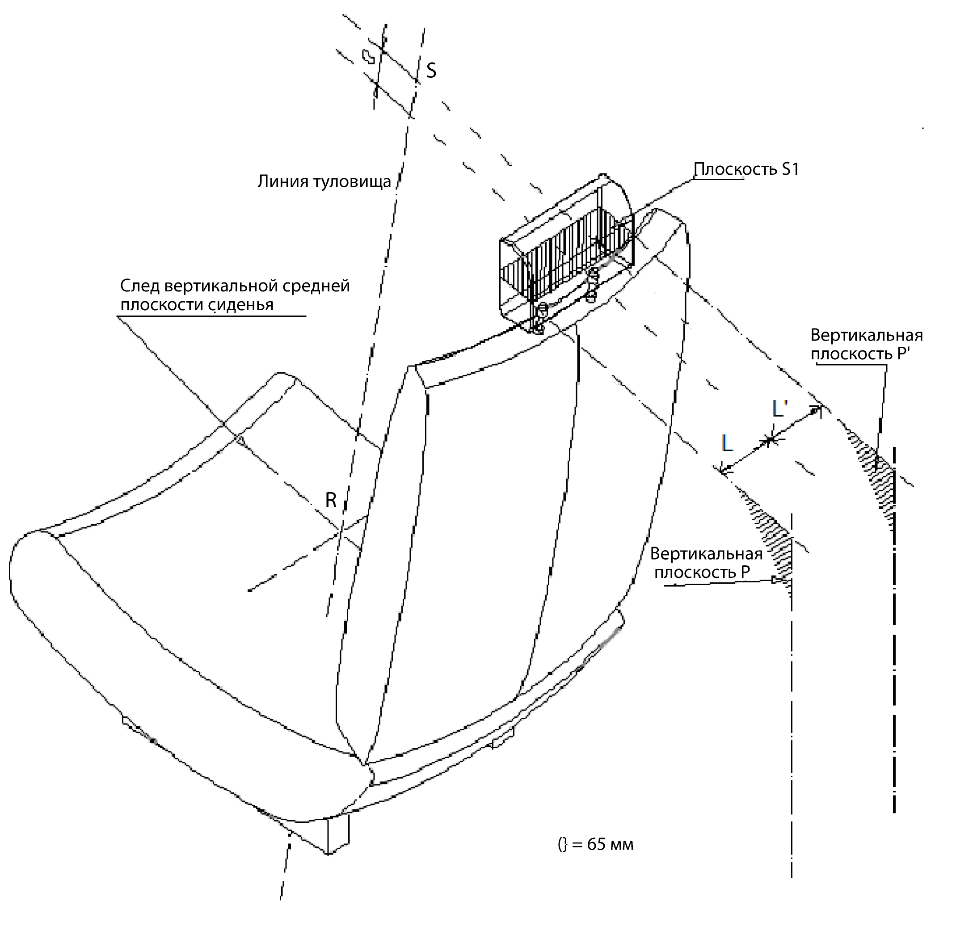 S
Линия туловища
Плоскость S1
След вертикальной средней
плоскости сиденья
Вертикальная
плоскость P'
L'
L
R
Вертикальная
плоскость P
(} = 65 мм